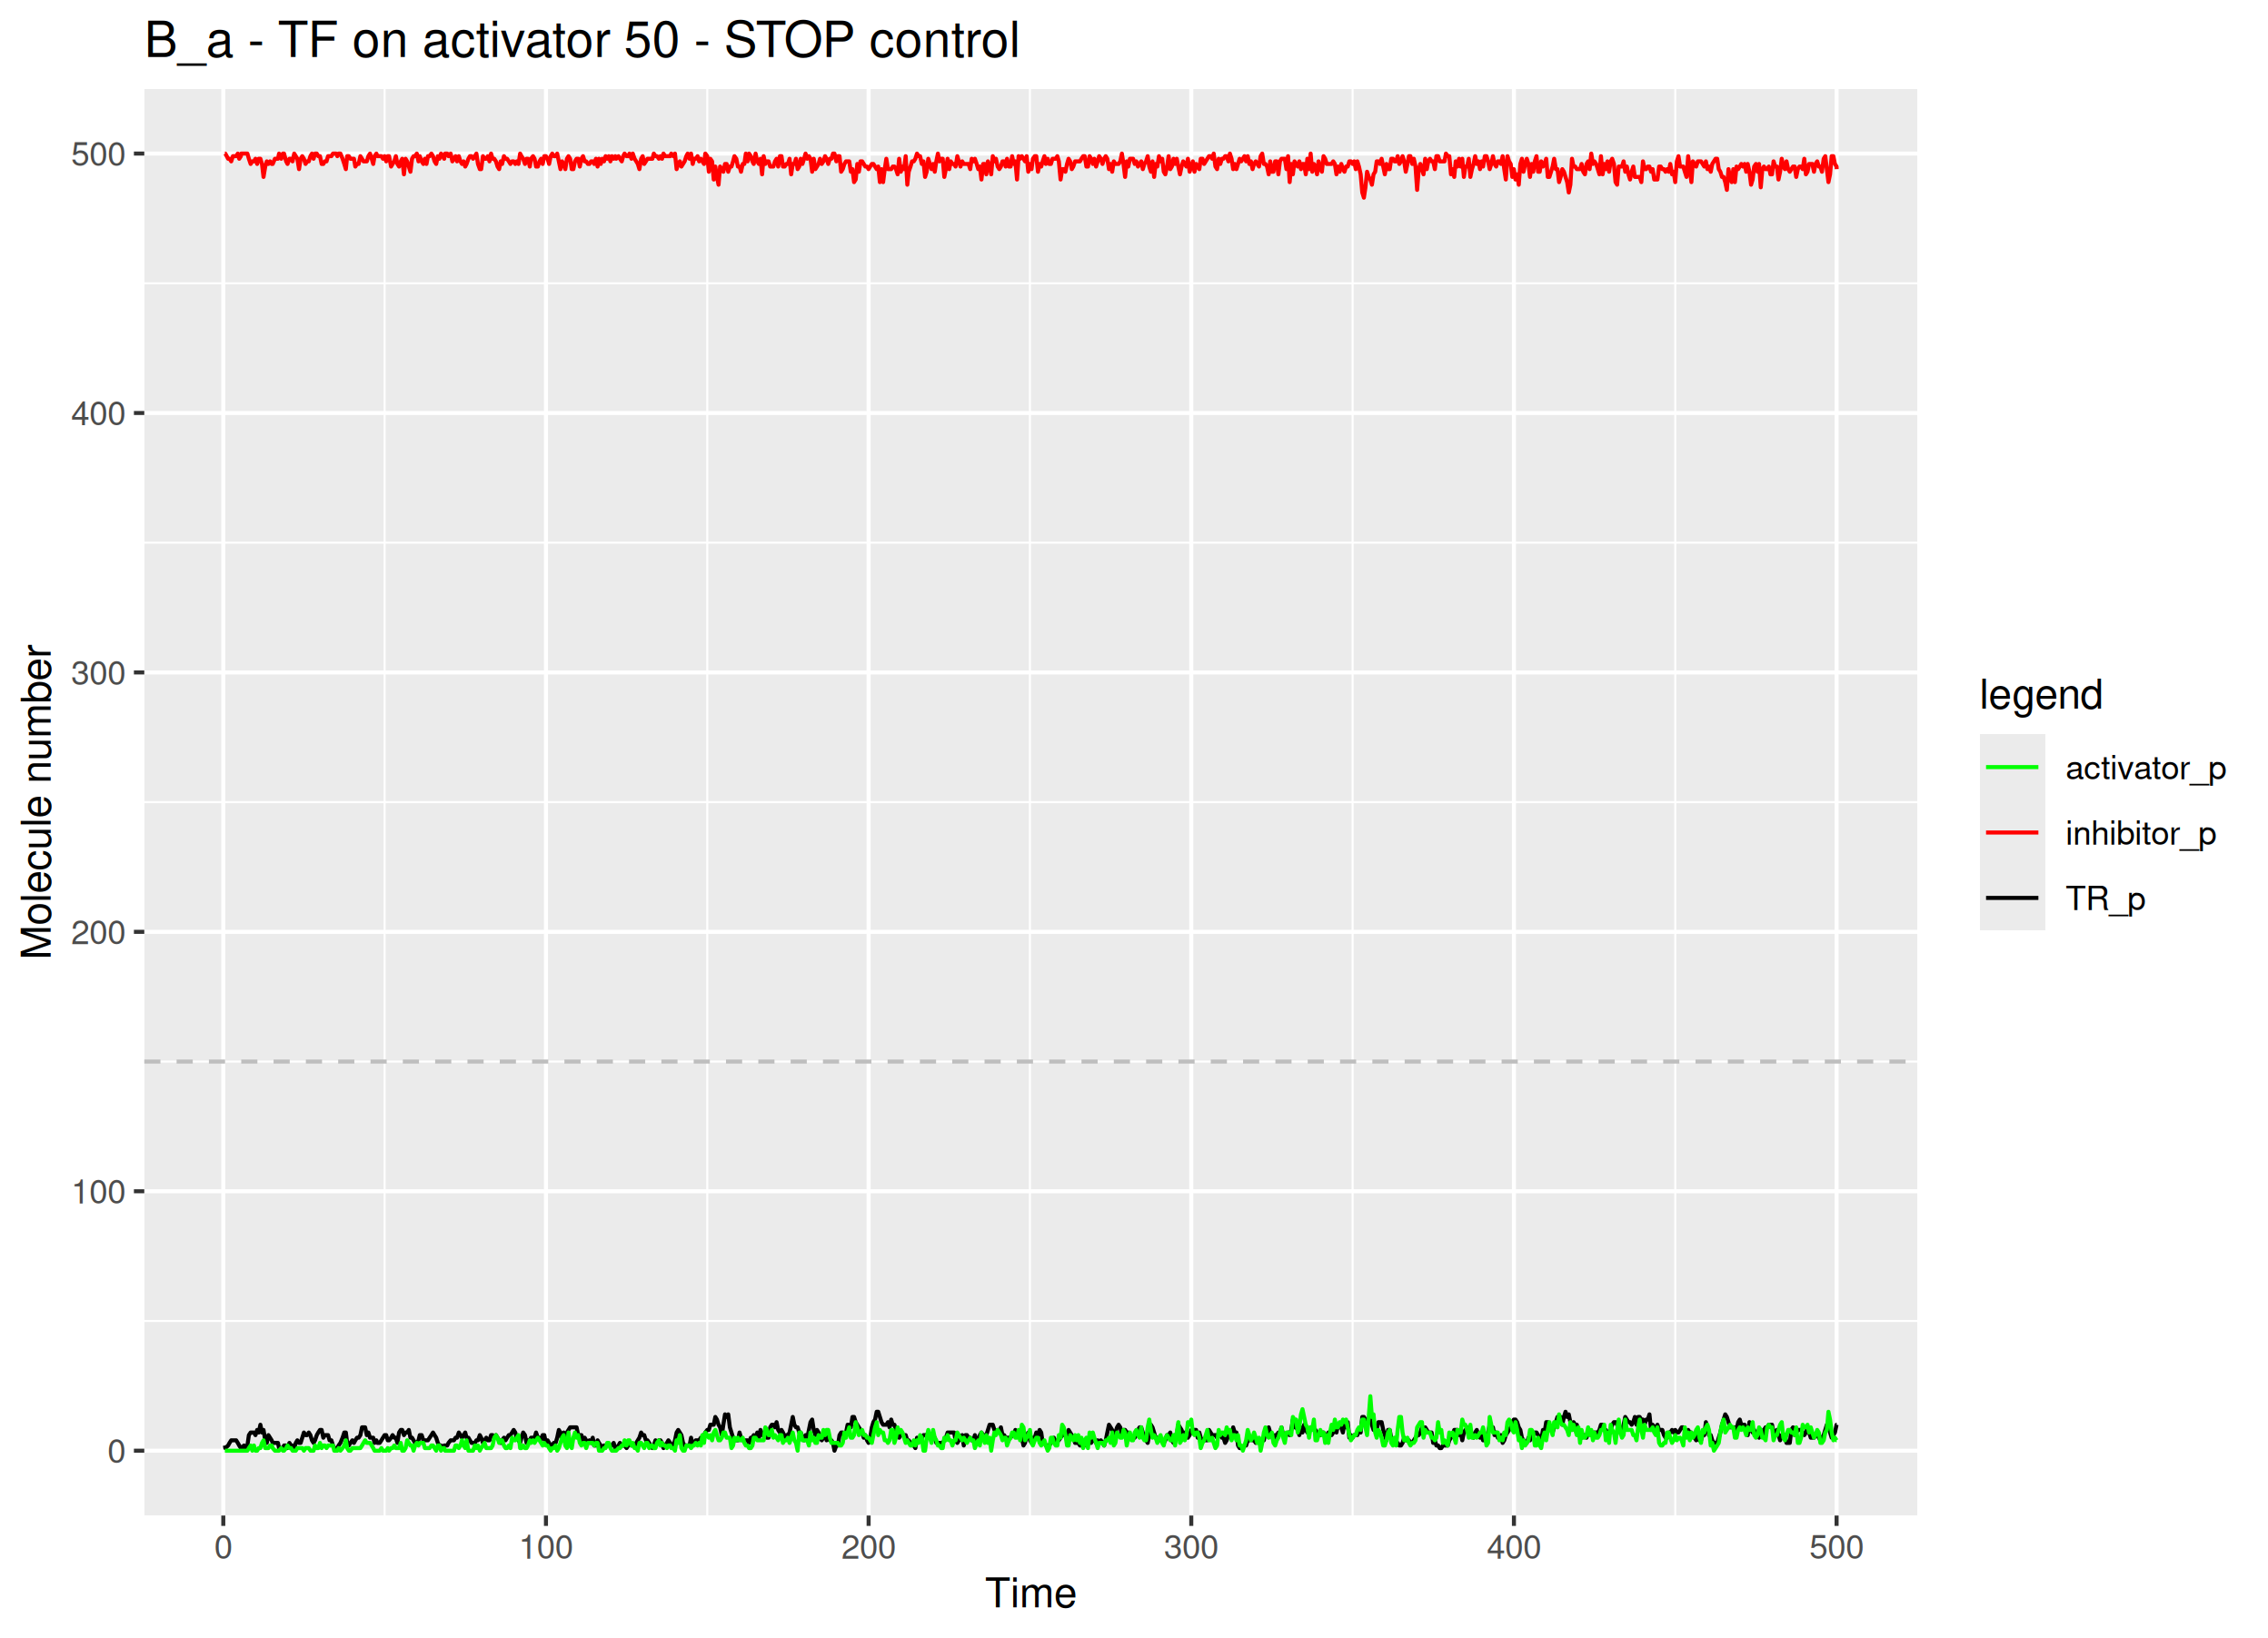 B_a - TF on activator 50 - STOP control
Molecule number
500
400
300
200
100
0
0 100 200 300 400 500
Time
legend
activator_p
inhibitor_p
TR_p